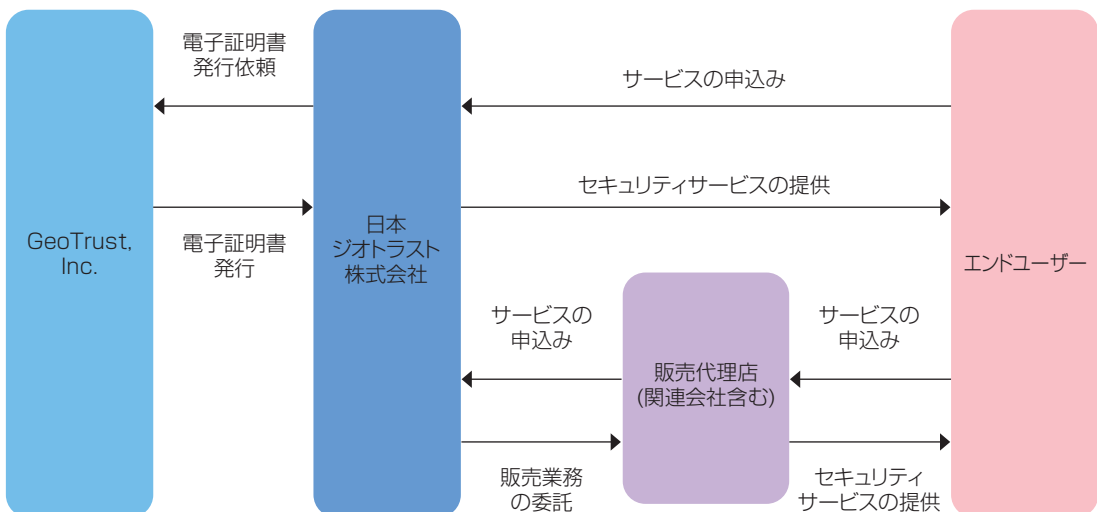 電子証明書
発行依頼
サービスの申込み
セキュリティサービスの提供
GeoTrust,
Inc.
電子証明書
発行
日本
ジオトラスト
株式会社
エンドユーザー
サービスの
申込み
サービスの
申込み
販売代理店
(関連会社含む)
販売業務
の委託
セキュリティ
サービスの提供